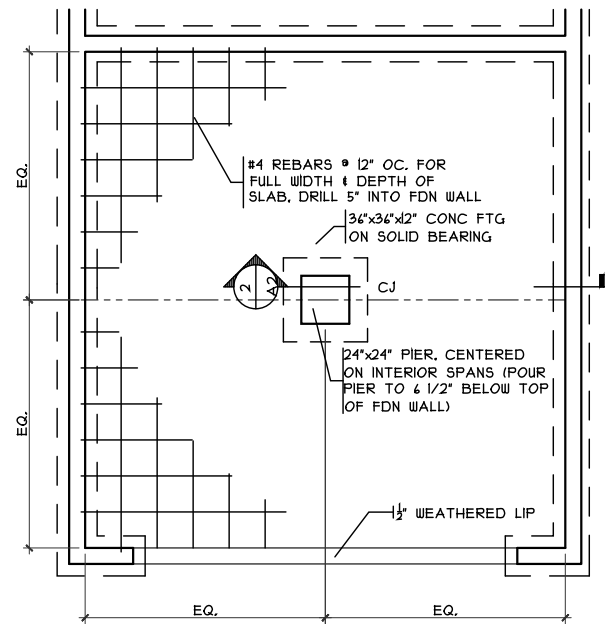 #4 REBARS @ 12" OC. FOR
FULL WIDTH & DEPTH OF
SLAB. DRILL 5" INTO FDN WALL
36"x36"x12" CONC FTG
ON SOLID BEARING
EQ.
2
A2
CJ
24"x24" PIER. CENTERED
ON INTERIOR SPANS (POUR
PIER TO 6 1/2" BELOW TOP
OF FDN WALL)
EQ.
1½" WEATHERED LIP
EQ.
EQ.